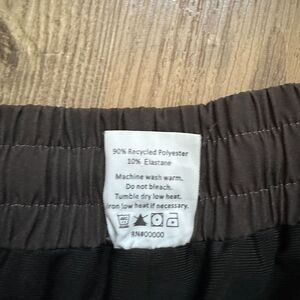 90% Recycled Polyester
10% Elastane
Machine wash warm.
Do not bleach.
Tumble dry low heat.
Iron low heat if necessary.
RN#00000